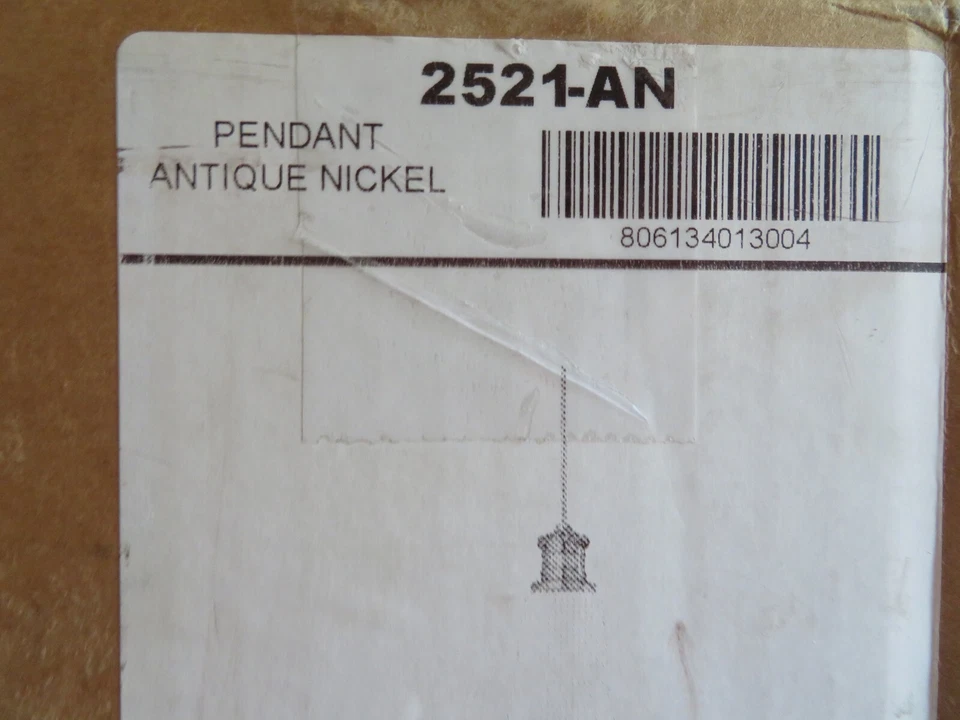 2521-AN
PENDANT
ANTIQUE NICKEL
806134013004